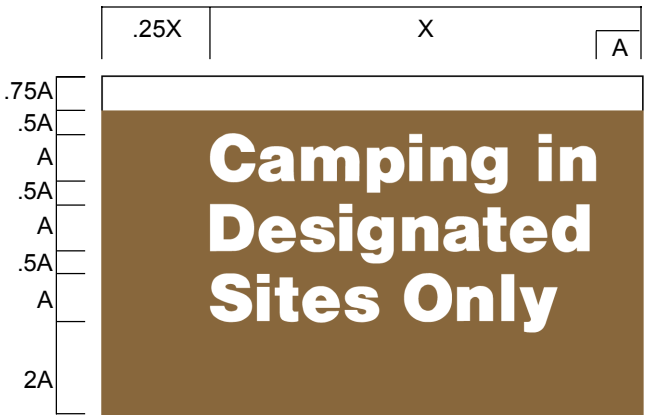 .25X X
A
.75A
.5A
A
.5A
A
.5A
A
2A
Camping in
Designated
Sites Only